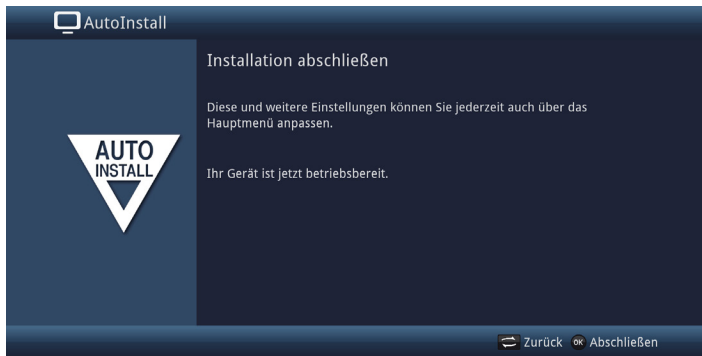 AutoInstall
Installation abschließen
Diese und weitere Einstellungen können Sie jederzeit auch über das
Hauptmenü anpassen.
AUTO
INSTALL
Ihr Gerät ist jetzt betriebsbereit.
Zurück OK Abschließen